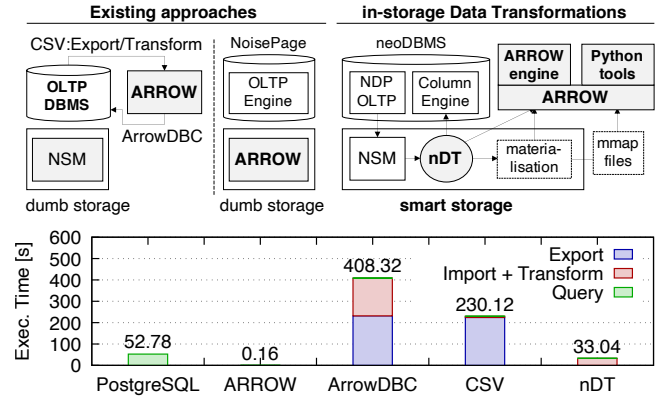 Existing approaches
in-storage Data Transformations
CSV:Export/Transform
OLTP
DBMS
ARROW
ArrowDBC
NSM
dumb storage
NoisePage
OLTP
Engine
ARROW
dumb storage
neoDBMS
NDP
OLTP
Column
Engine
ARROW
engine
Python
tools
ARROW
NSM
nDT
materia-
lisation
mmap
files
smart storage
Exec. Time [s]
600
500
400
300
200
100
0
Export
Import + Transform
Query
52.78
0.16
408.32
230.12
33.04
PostgreSQL
ARROW
ArrowDBC
CSV
nDT